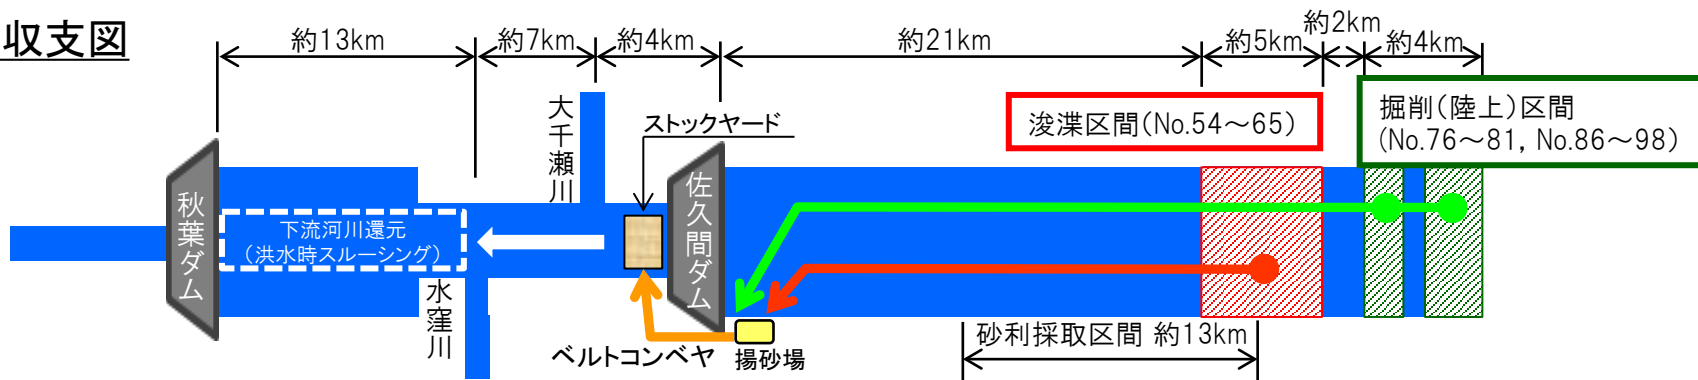 収支図
約13km
約7km
約4km
約21km
約5km
約2km
約4km
浚渫区間(No.54～65)
掘削(陸上)区間
(No.76～81, No.86～98)
大千瀬川
ストックヤード
秋葉ダム
下流河川還元
(洪水時スルーシング)
佐久間ダム
水窪川
ベルトコンベヤ
揚砂場
砂利採取区間 約13km